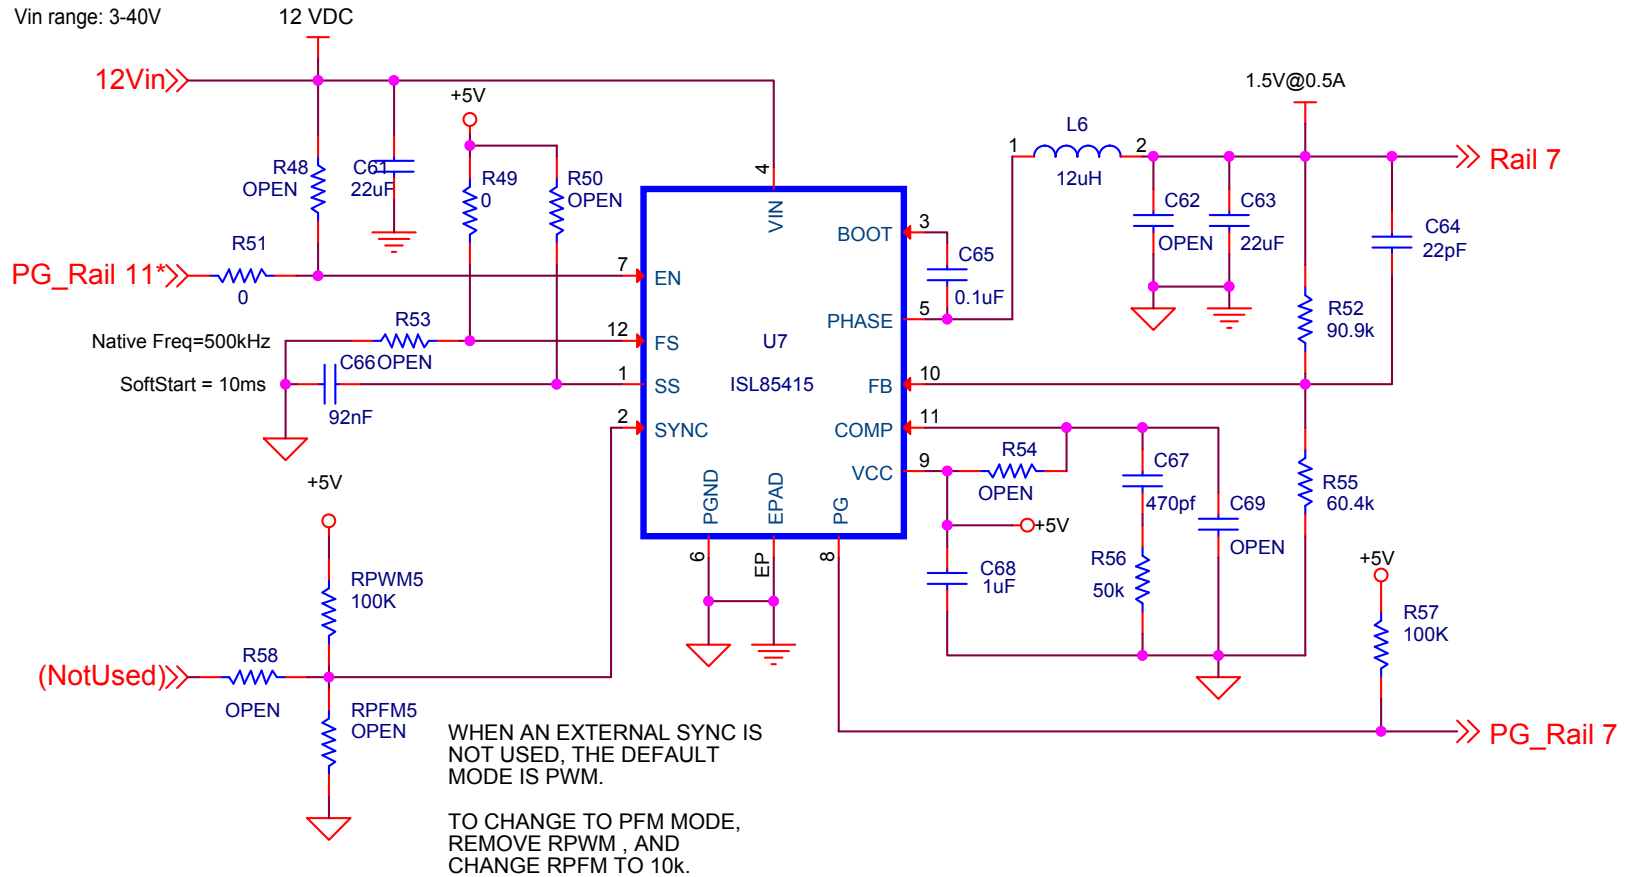 Vin range: 3-40V
12 VDC
12Vin
+5V
1.5V@0.5A
R48
OPEN
C61
22uF
R49
0
R50
OPEN
4
VIN
1
L6
2
12uH
Rail 7
C62
OPEN
C63
22uF
C64
22pF
BOOT
3
C65
0.1uF
R51
PG_Rail 11*
0
7
EN
PHASE
5
R52
90.9k
Native Freq=500kHz
R53
OPEN
12
FS
U7
SoftStart = 10ms
C66
92nF
1
SS
ISL85415
FB
10
2
SYNC
COMP
11
VCC
9
R54
OPEN
C67
470pf
C69
OPEN
R55
60.4k
PGND
EPAD
PG
6
EP
8
+5V
C68
1uF
R56
50k
+5V
R57
100K
+5V
RPWM5
100K
R58
(NotUsed)
OPEN
RPFM5
OPEN
PG_Rail 7
WHEN AN EXTERNAL SYNC IS
NOT USED, THE DEFAULT
MODE IS PWM.
TO CHANGE TO PFM MODE,
REMOVE RPWM , AND
CHANGE RPFM TO 10k.